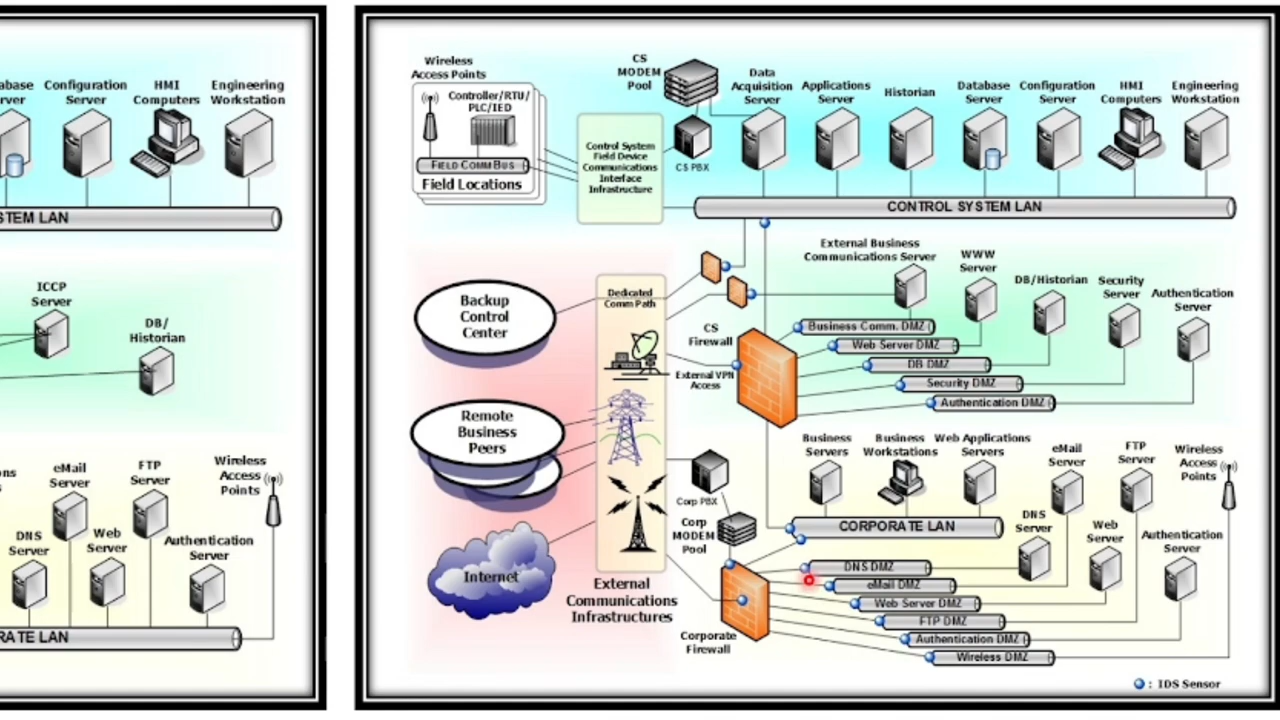 abase
rver
Configuration
Server
HMI
Computers
Engineering
Workstation
STEM LAN
ICCP
Server
DB/
Historian
ons
s
eMail
Server
FTP
Server
Wireless
Access
Points
DNS
Server
Web
Server
Authentication
Server
RATE LAN
Wireless
Access Points
Controller/RTU/
PLC/IED
FIELD COMM BUS
Field Locations
CS
MODEM
Pool
CS PBX
Control System
Field Device
Communications
Interface
Infrastructure
Data
Acquisition
Server
Applications
Server
Historian
Database
Server
Configuration
Server
HMI
Computers
Engineering
Workstation
CONTROL SYSTEM LAN
Backup
Control
Center
Remote
Business
Peers
Internet
Dedicated
Comm Path
External VPN
Access
External
Communications
Infrastructures
CS
Firewall
External Business
Communications Server
WWW
Server
DB/Historian
Security
Server
Authentication
Server
Business Comm. DMZ
Web Server DMZ
DB DMZ
Security DMZ
Authentication DMZ
Corp PBX
Corp
MODEM
Pool
Corporate
Firewall
Business
Servers
Business
Workstations
Web Applications
Servers
CORPORATE LAN
DNS
Server
eMail
Server
Web
Server
FTP
Server
Authentication
Server
Wireless
Access
Points
DNS DMZ
eMail DMZ
Web Server DMZ
FTP DMZ
Authentication DMZ
Wireless DMZ
: IDS Sensor